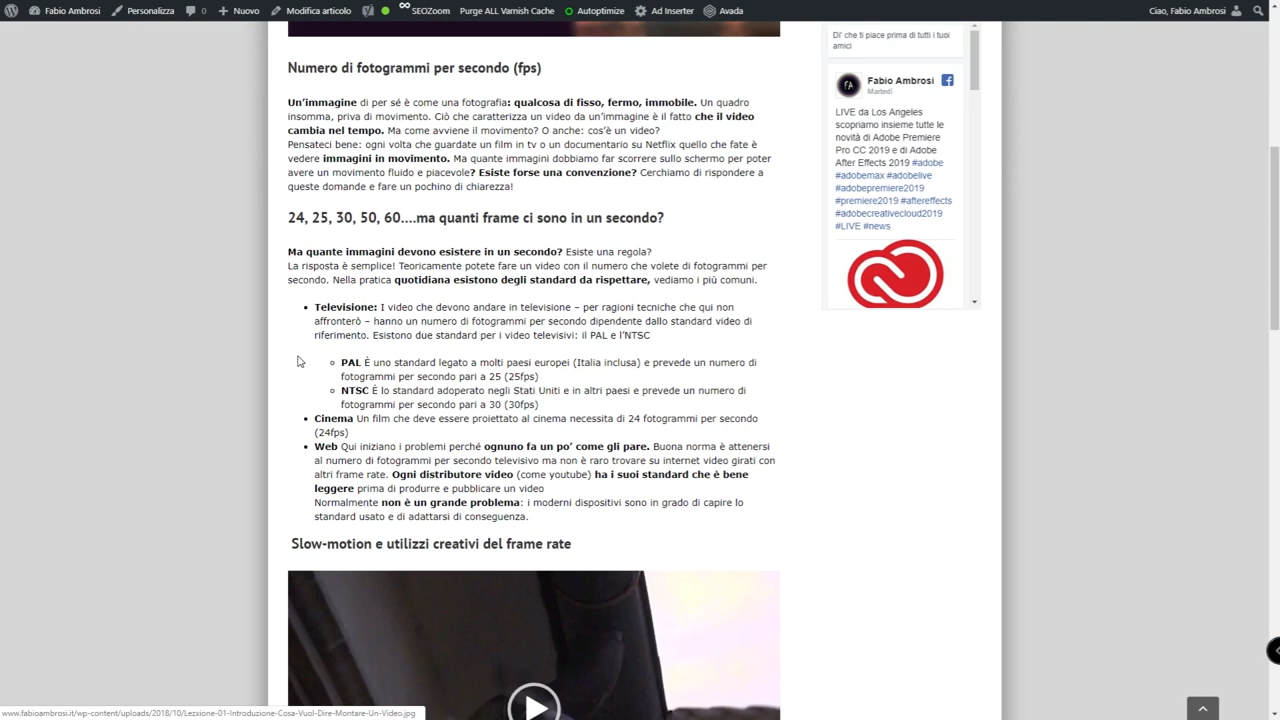 Fabio Ambrosi Personalizza 0 Nuovo Modifica articolo SEOZoom Purge ALL Varnish Cache Autoptimize Ad Inserter Avada Ciao, Fabio Ambrosi
Numero di fotogrammi per secondo (fps)
Un'immagine di per sé è come una fotografia: qualcosa di fisso, fermo, immobile. Un quadro
insomma, priva di movimento. Ciò che caratterizza un video da un'immagine è il fatto che il video
cambia nel tempo. Ma come avviene il movimento? O anche: cos'è un video?
Pensateci bene: ogni volta che guardate un film in tv o un documentario su Netflix quello che fate è
vedere immagini in movimento. Ma quante immagini dobbiamo far scorrere sullo schermo per poter
avere un movimento fluido e piacevole? Esiste forse una convenzione? Cerchiamo di rispondere a
queste domande e fare un pochino di chiarezza!
24, 25, 30, 50, 60....ma quanti frame ci sono in un secondo?
Ma quante immagini devono esistere in un secondo? Esiste una regola?
La risposta è semplice! Teoricamente potete fare un video con il numero che volete di fotogrammi per
secondo. Nella pratica quotidiana esistono degli standard da rispettare, vediamo i più comuni.
• Televisione: I video che devono andare in televisione – per ragioni tecniche che qui non
affronterò – hanno un numero di fotogrammi per secondo dipendente dallo standard video di
riferimento. Esistono due standard per i video televisivi: il PAL e l'NTSC
PAL È uno standard legato a molti paesi europei (Italia inclusa) e prevede un numero di
fotogrammi per secondo pari a 25 (25fps)
NTSC È lo standard adoperato negli Stati Uniti e in altri paesi e prevede un numero di
fotogrammi per secondo pari a 30 (30fps)
• Cinema Un film che deve essere proiettato al cinema necessita di 24 fotogrammi per secondo
(24fps)
• Web Qui iniziano i problemi perché ognuno fa un po' come gli pare. Buona norma è attenersi
al numero di fotogrammi per secondo televisivo ma non è raro trovare su internet video girati con
altri frame rate. Ogni distributore video (come youtube) ha i suoi standard che è bene
leggere prima di produrre e pubblicare un video
Normalmente non è un grande problema: i moderni dispositivi sono in grado di capire lo
standard usato e di adattarsi di conseguenza.
Slow-motion e utilizzi creativi del frame rate
Di' che ti piace prima di tutti i tuoi
amici
FA
Fabio Ambrosi
Martedì
LIVE da Los Angeles
scopriamo insieme tutte le
novità di Adobe Premiere
Pro CC 2019 e di Adobe
After Effects 2019 #adobe
#adobemax #adobelive
#adobepremiere2019
#premiere2019 #aftereffects
#adobecreativecloud2019
#LIVE #news
www.fabioambrosi.it/wp-content/uploads/2018/10/Lezxione-01-Introduzione-Cosa-Vuol-Dire-Montare-Un-Video.jpg